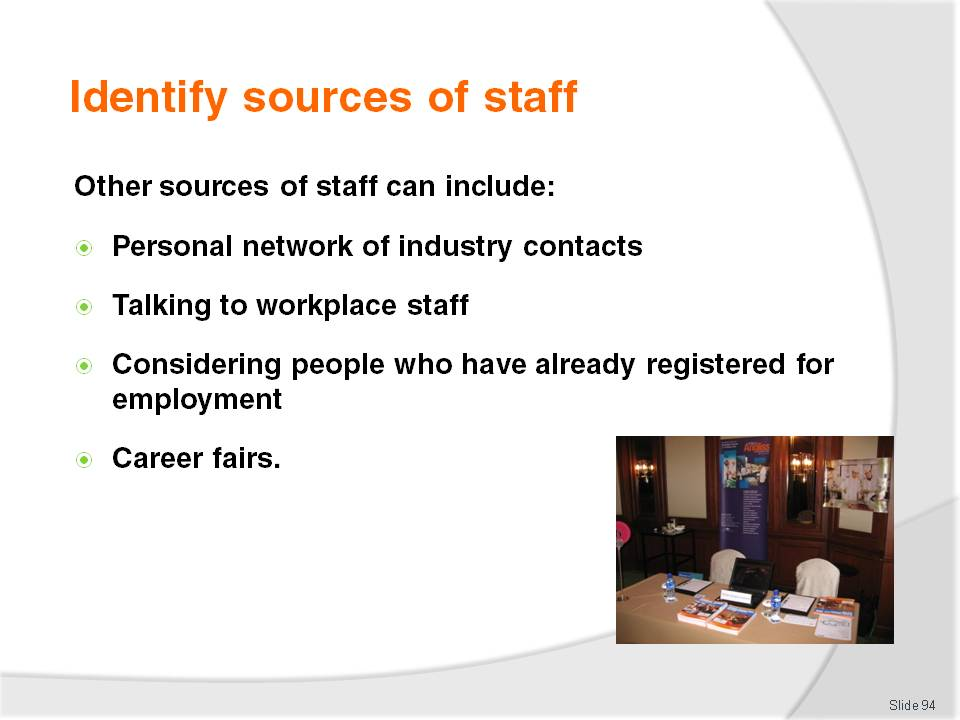 Identify sources of staff
Other sources of staff can include:
Personal network of industry contacts
Talking to workplace staff
Considering people who have already registered for
employment
Career fairs.
Slide 94